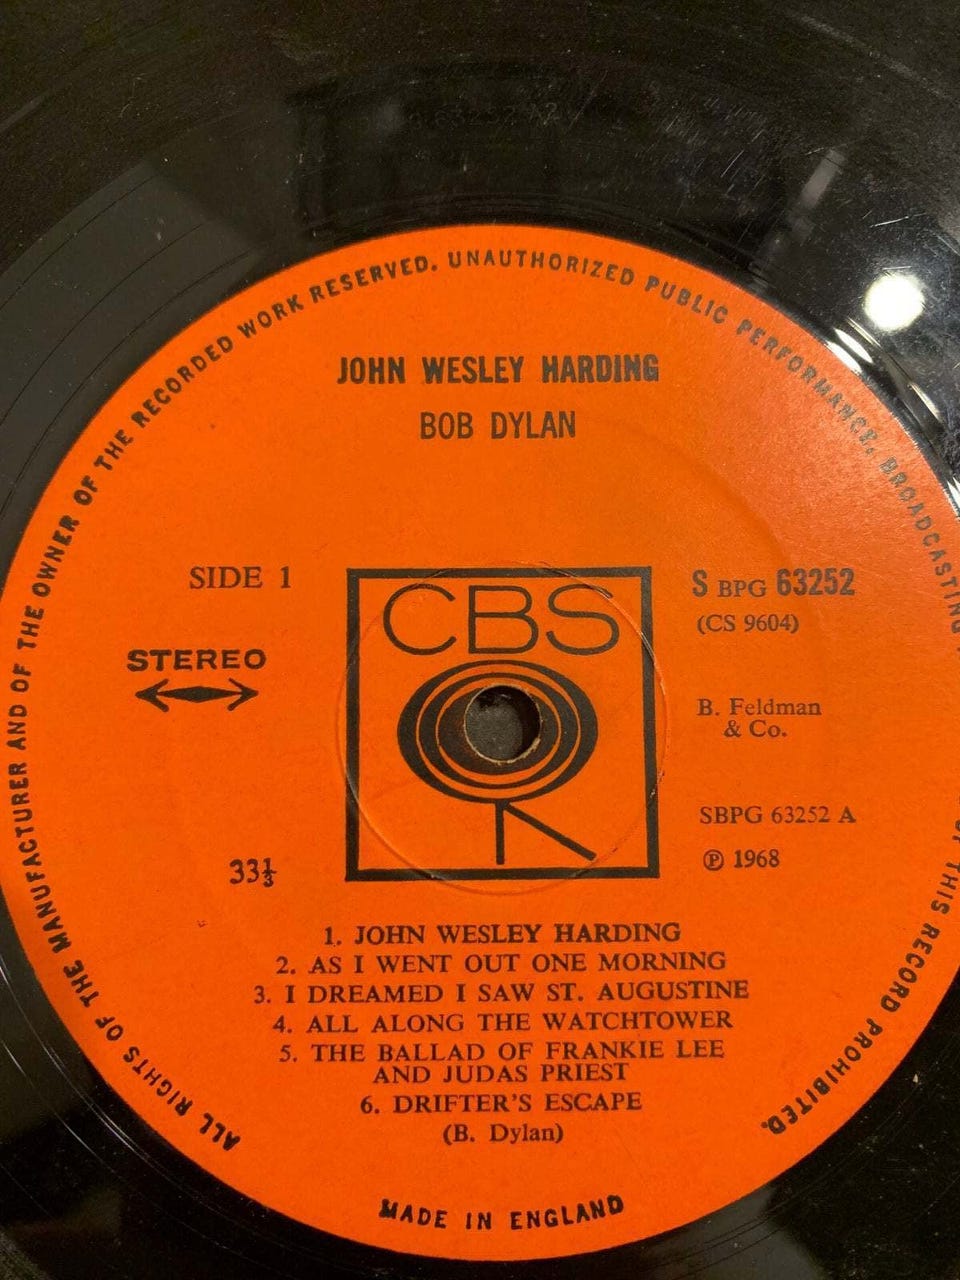 ALL RIGHTS OF THE MANUFACTURER AND OF THE OWNER OF THE RECORDED WORK RESERVED. UNAUTHORIZED PUBLIC PERFORMANCE, BROADCASTING
OF THIS RECORD PROHIBITED.
JOHN WESLEY HARDING
BOB DYLAN
SIDE 1
STEREO
CBS
S BPG 63252
(CS 9604)
B. Feldman
& Co.
SBPG 63252 A
℗ 1968
33⅓
1. JOHN WESLEY HARDING
2. AS I WENT OUT ONE MORNING
3. I DREAMED I SAW ST. AUGUSTINE
4. ALL ALONG THE WATCHTOWER
5. THE BALLAD OF FRANKIE LEE
AND JUDAS PRIEST
6. DRIFTER'S ESCAPE
(B. Dylan)
MADE IN ENGLAND